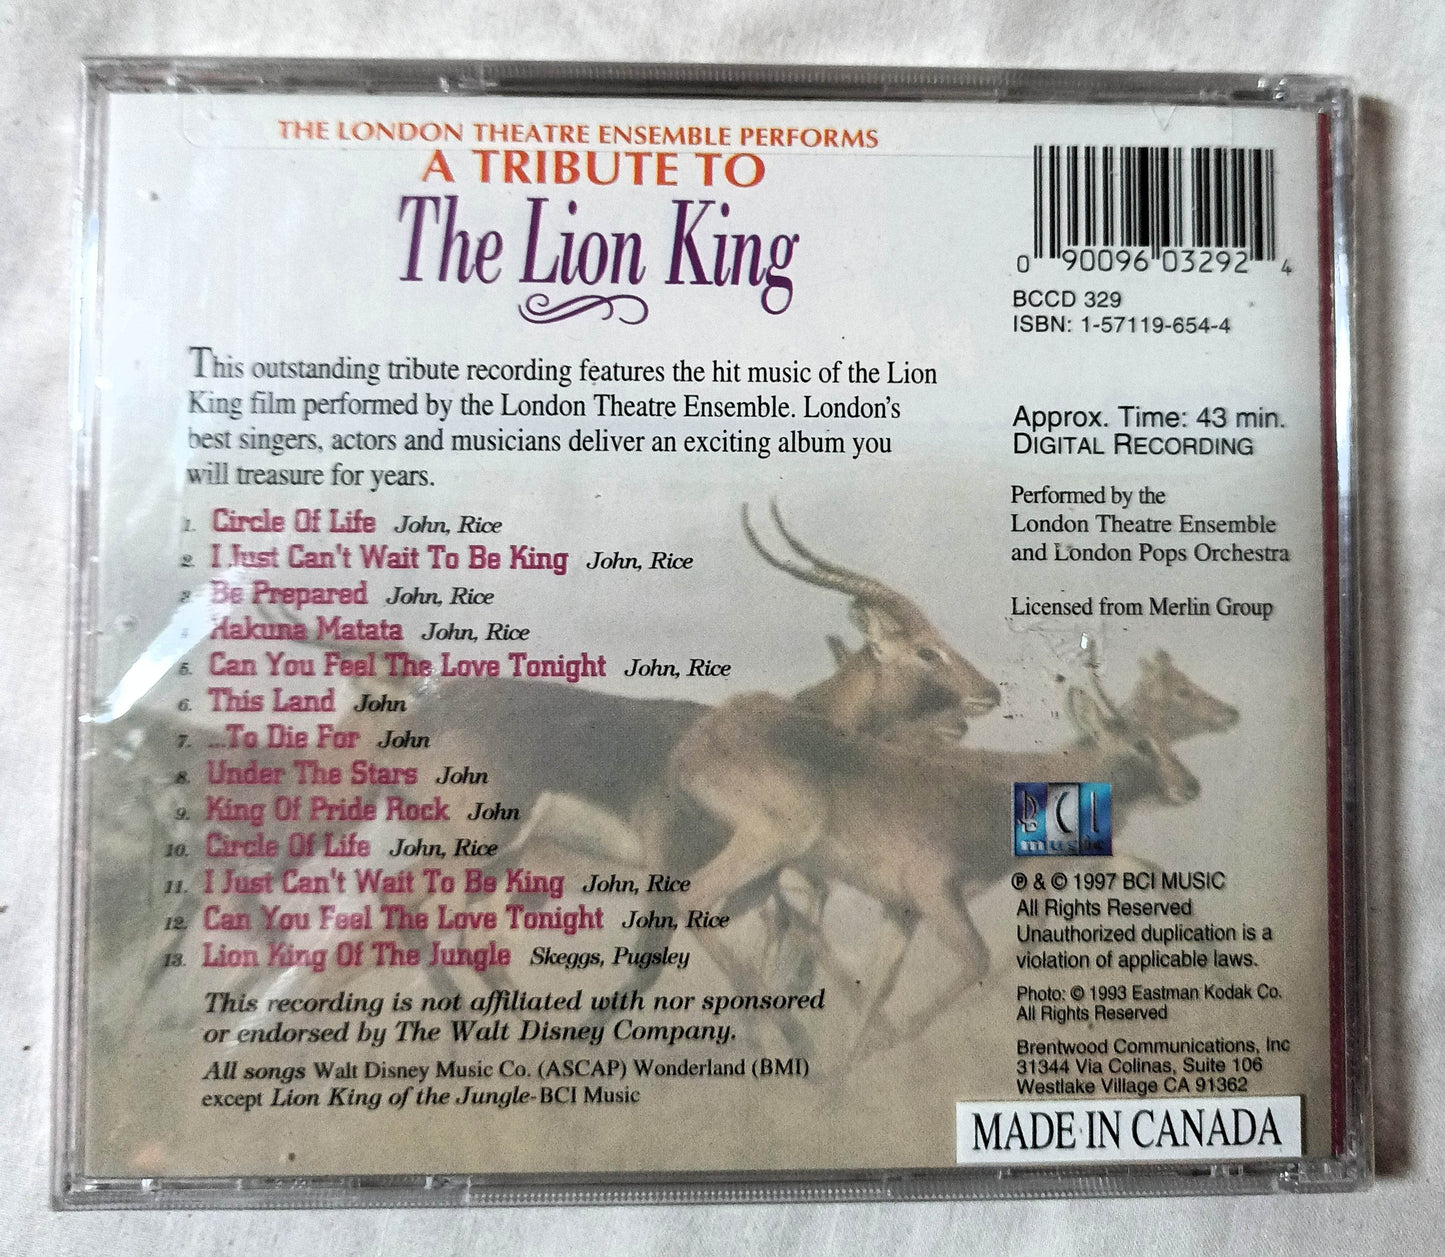 THE LONDON THEATRE ENSEMBLE PERFORMS
A TRIBUTE TO
The Lion King
This outstanding tribute recording features the hit music of the Lion
King film performed by the London Theatre Ensemble. London's
best singers, actors and musicians deliver an exciting album you
will treasure for years.
1. Circle Of Life John, Rice
2. I Just Can't Wait To Be King John, Rice
3. Be Prepared John, Rice
4. Hakuna Matata John, Rice
5. Can You Feel The Love Tonight John, Rice
6. This Land John
7. ...To Die For John
8. Under The Stars John
9. King Of Pride Rock John
10. Circle Of Life John, Rice
11. I Just Can't Wait To Be King John, Rice
12. Can You Feel The Love Tonight John, Rice
13. Lion King Of The Jungle Skeggs, Pugsley
This recording is not affiliated with nor sponsored
or endorsed by The Walt Disney Company.
All songs Walt Disney Music Co. (ASCAP) Wonderland (BMI)
except Lion King of the Jungle-BCI Music
0 90096 03292 4
BCCD 329
ISBN: 1-57119-654-4
Approx. Time: 43 min.
DIGITAL RECORDING
Performed by the
London Theatre Ensemble
and London Pops Orchestra
Licensed from Merlin Group
BCI
music
℗ & © 1997 BCI MUSIC
All Rights Reserved
Unauthorized duplication is a
violation of applicable laws.
Photo: © 1993 Eastman Kodak Co.
All Rights Reserved
Brentwood Communications, Inc
31344 Via Colinas, Suite 106
Westlake Village CA 91362
MADE IN CANADA